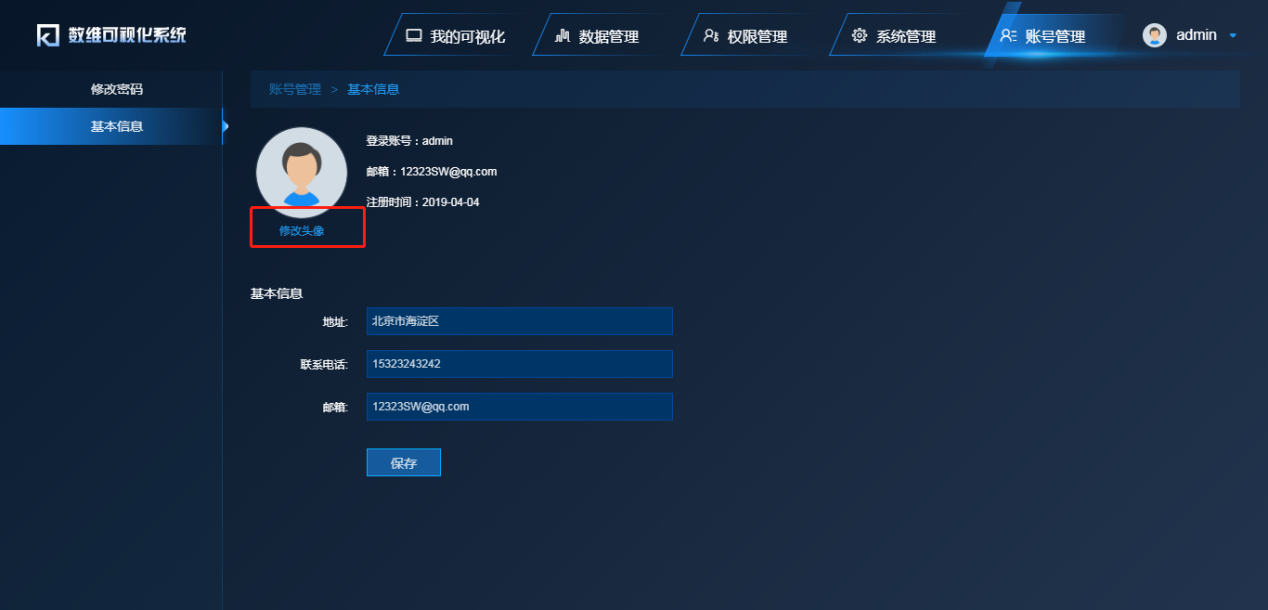 数维可视化系统
我的可视化
数据管理
权限管理
系统管理
账号管理
admin
修改密码
基本信息
账号管理 > 基本信息
登录账号：admin
邮箱：12323SW@qq.com
注册时间：2019-04-04
修改头像
基本信息
地址: 北京市海淀区
联系电话: 15323243242
邮箱: 12323SW@qq.com
保存